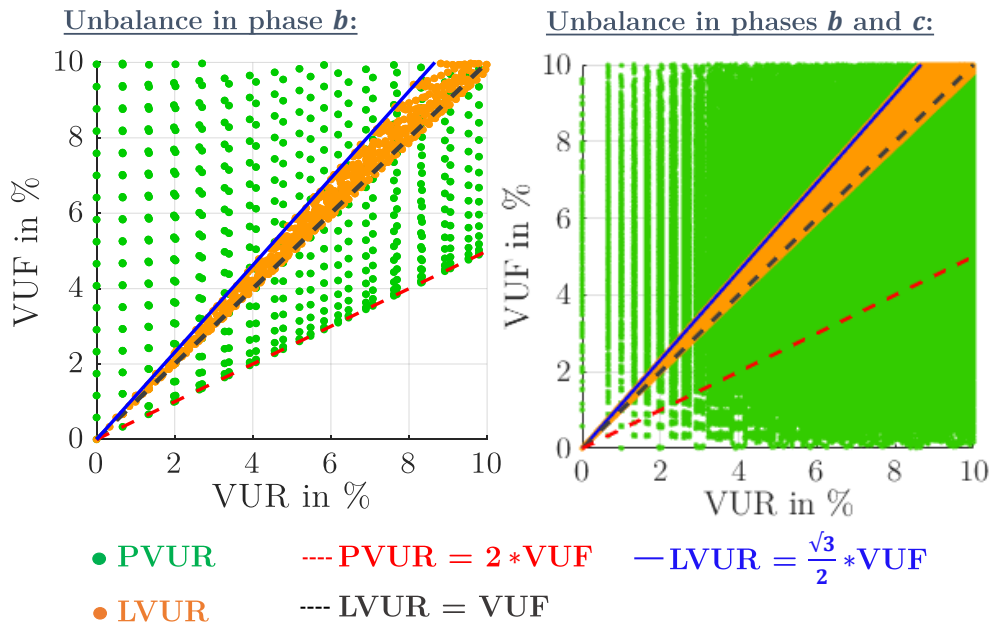 Unbalance in phase b:
Unbalance in phases b and c:
10
8
6
4
2
0
VUF in %
0 2 4 6 8 10
VUR in %
10
8
6
4
2
0
VUF in %
0 2 4 6 8 10
VUR in %
PVUR
PVUR = 2 *VUF
LVUR = √3/2 *VUF
LVUR
LVUR = VUF